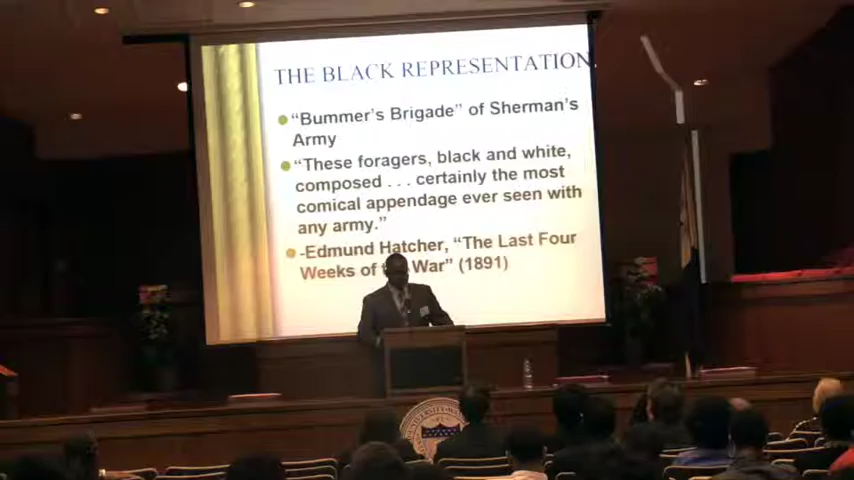 THE BLACK REPRESENTATION
“Bummer’s Brigade” of Sherman’s
Army
“These foragers, black and white,
composed . . . certainly the most
comical appendage ever seen with
any army.”
-Edmund Hatcher, “The Last Four
Weeks of War” (1891)